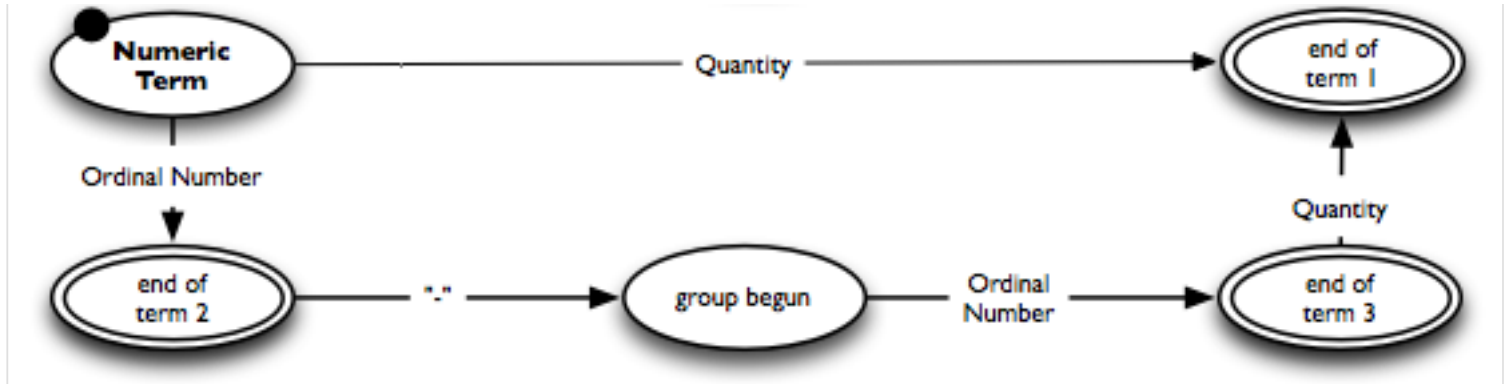 Numeric
Term
Quantity
end of
term 1
Ordinal Number
Quantity
end of
term 2
"-"
group begun
Ordinal
Number
end of
term 3